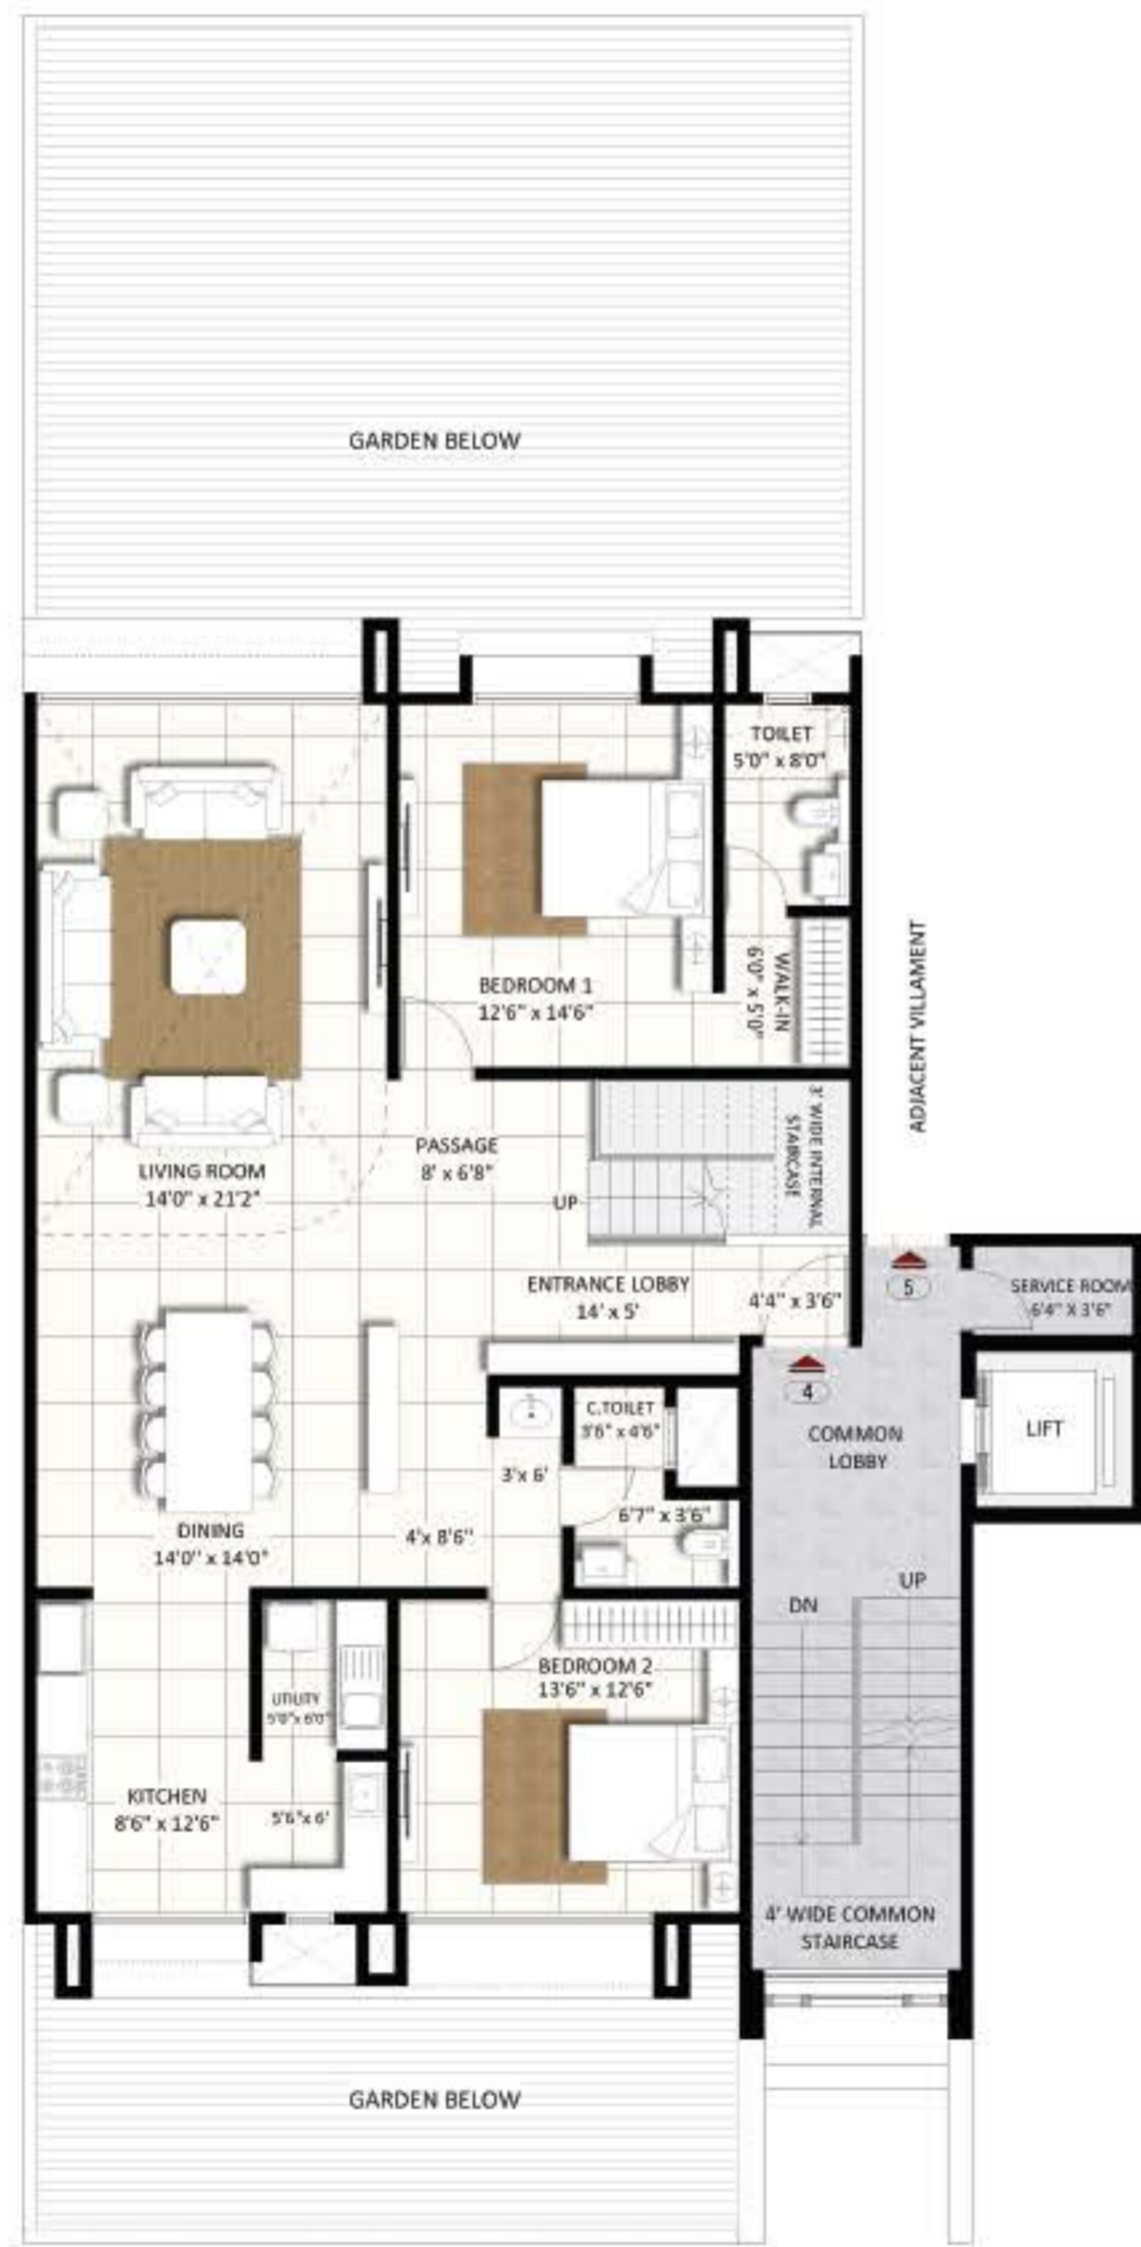 GARDEN BELOW
TOILET
5'0" x 8'0"
BEDROOM 1
12'6" x 14'6"
WALK-IN
6'0" x 5'0"
ADJACENT VILLAMENT
PASSAGE
8' x 6'8"
3' WIDE INTERNAL
STAIRCASE
LIVING ROOM
14'0" x 21'2"
UP
ENTRANCE LOBBY
14' x 5'
4'4" x 3'6"
5
SERVICE ROOM
6'4" X 3'6"
4
C.TOILET
3'6" x 4'6"
COMMON
LOBBY
LIFT
3'x 6'
6'7" x 3'6"
4'x 8'6"
DINING
14'0" x 14'0"
UP
DN
BEDROOM 2
13'6" x 12'6"
UTILITY
5'0"x 6'0"
KITCHEN
8'6" x 12'6"
5'6"x 6'
4' WIDE COMMON
STAIRCASE
GARDEN BELOW